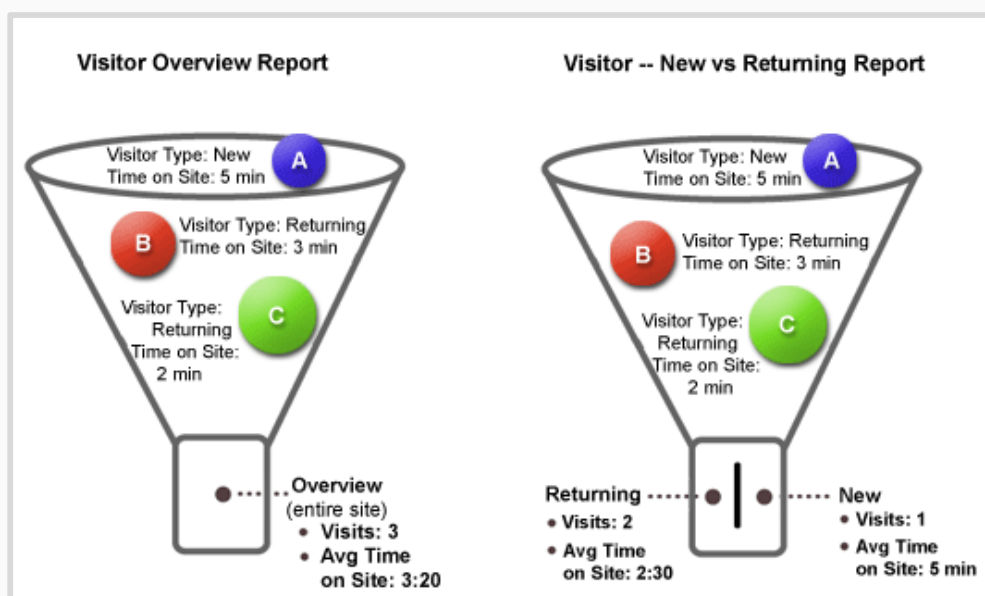 Visitor Overview Report
Visitor Type: New
Time on Site: 5 min
A
B
Visitor Type: Returning
Time on Site: 3 min
Visitor Type:
Returning
Time on Site:
2 min
C
Overview
(entire site)
• Visits: 3
• Avg Time
on Site: 3:20
Visitor -- New vs Returning Report
Visitor Type: New
Time on Site: 5 min
A
B
Visitor Type: Returning
Time on Site: 3 min
Visitor Type:
Returning
Time on Site:
2 min
C
Returning
• Visits: 2
• Avg Time
on Site: 2:30
New
• Visits: 1
• Avg Time
on Site: 5 min